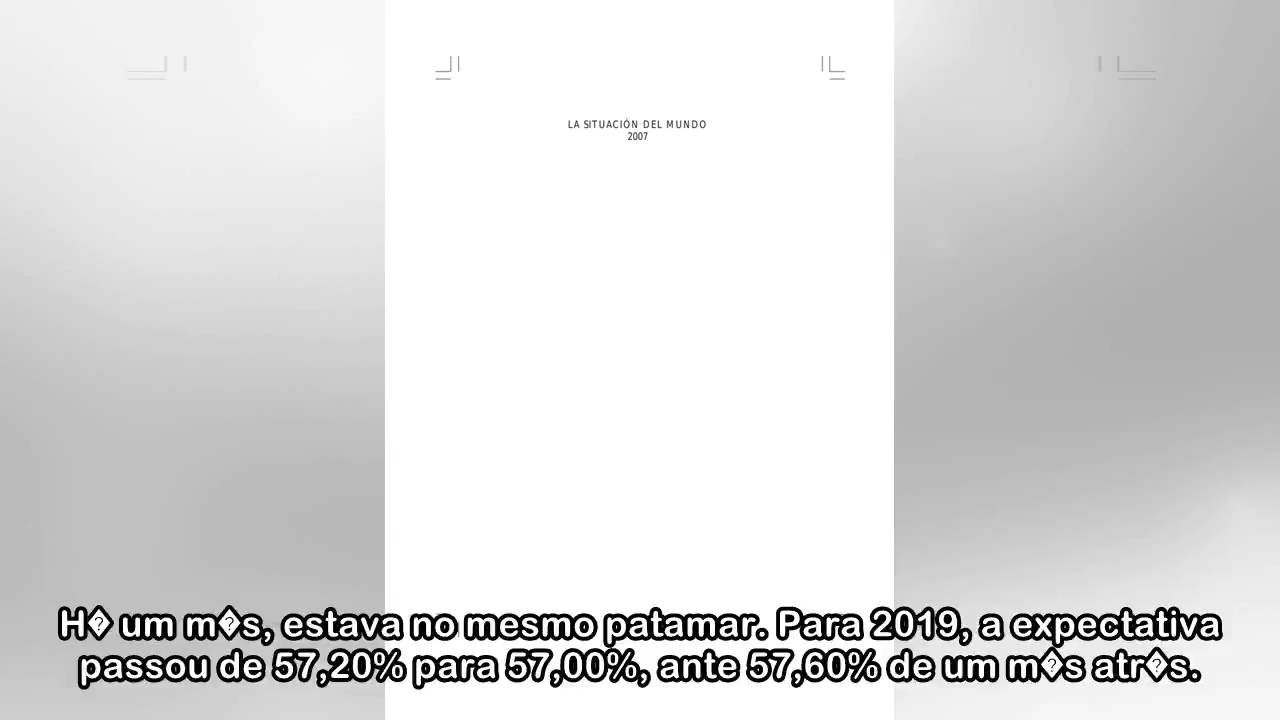 LA SITUACIÓN DEL MUNDO
2007
H� um m�s, estava no mesmo patamar. Para 2019, a expectativa
passou de 57,20% para 57,00%, ante 57,60% de um m�s atr�s.